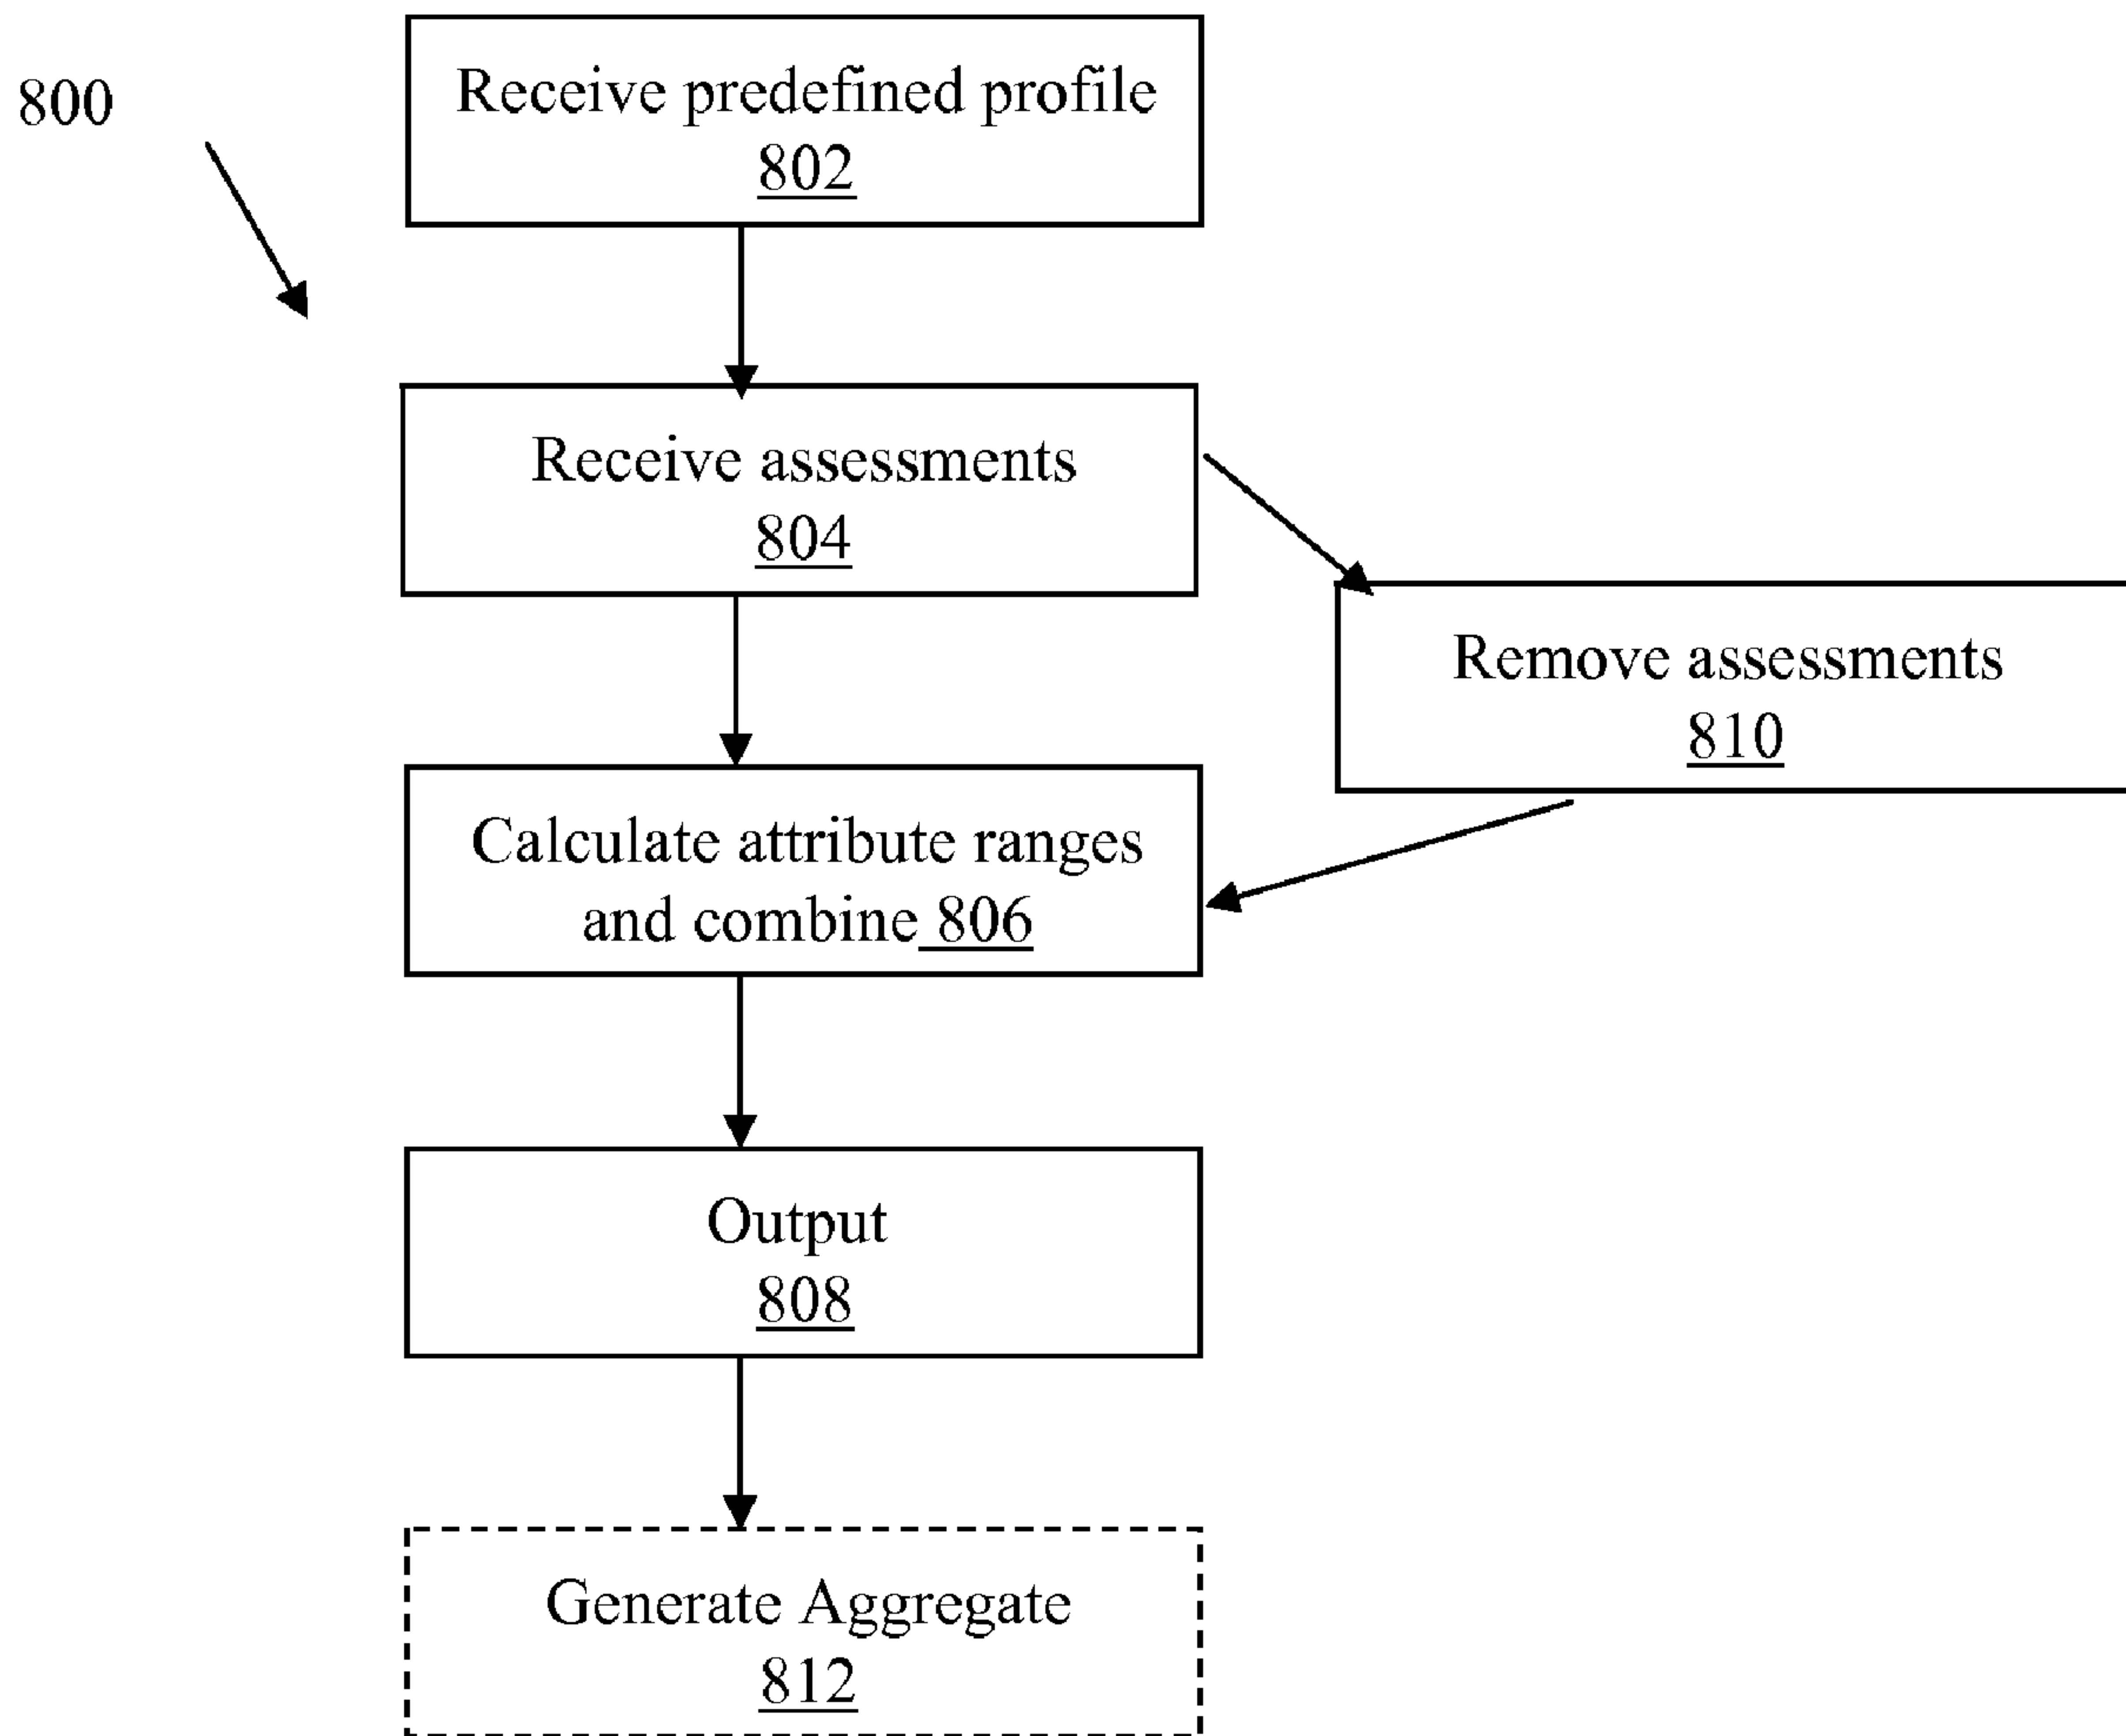 800
Receive predefined profile
802
Receive assessments
804
Remove assessments
810
Calculate attribute ranges
and combine 806
Output
808
Generate Aggregate
812